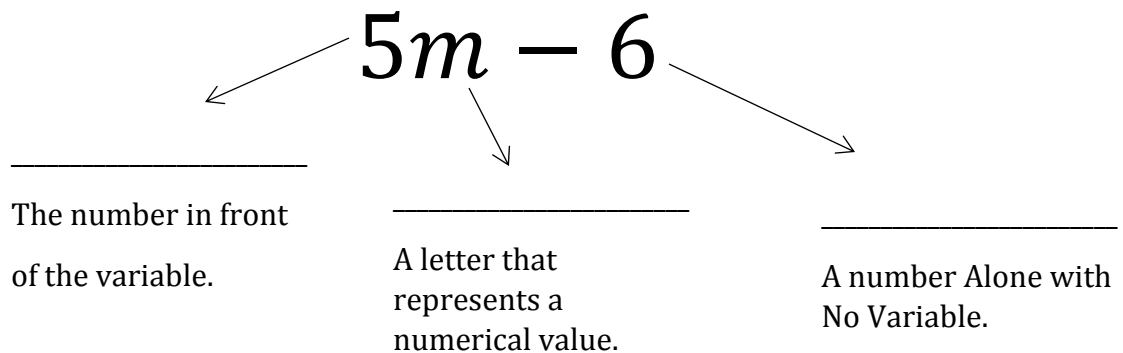 5m − 6
The number in front
of the variable.
A letter that
represents a
numerical value.
A number Alone with
No Variable.